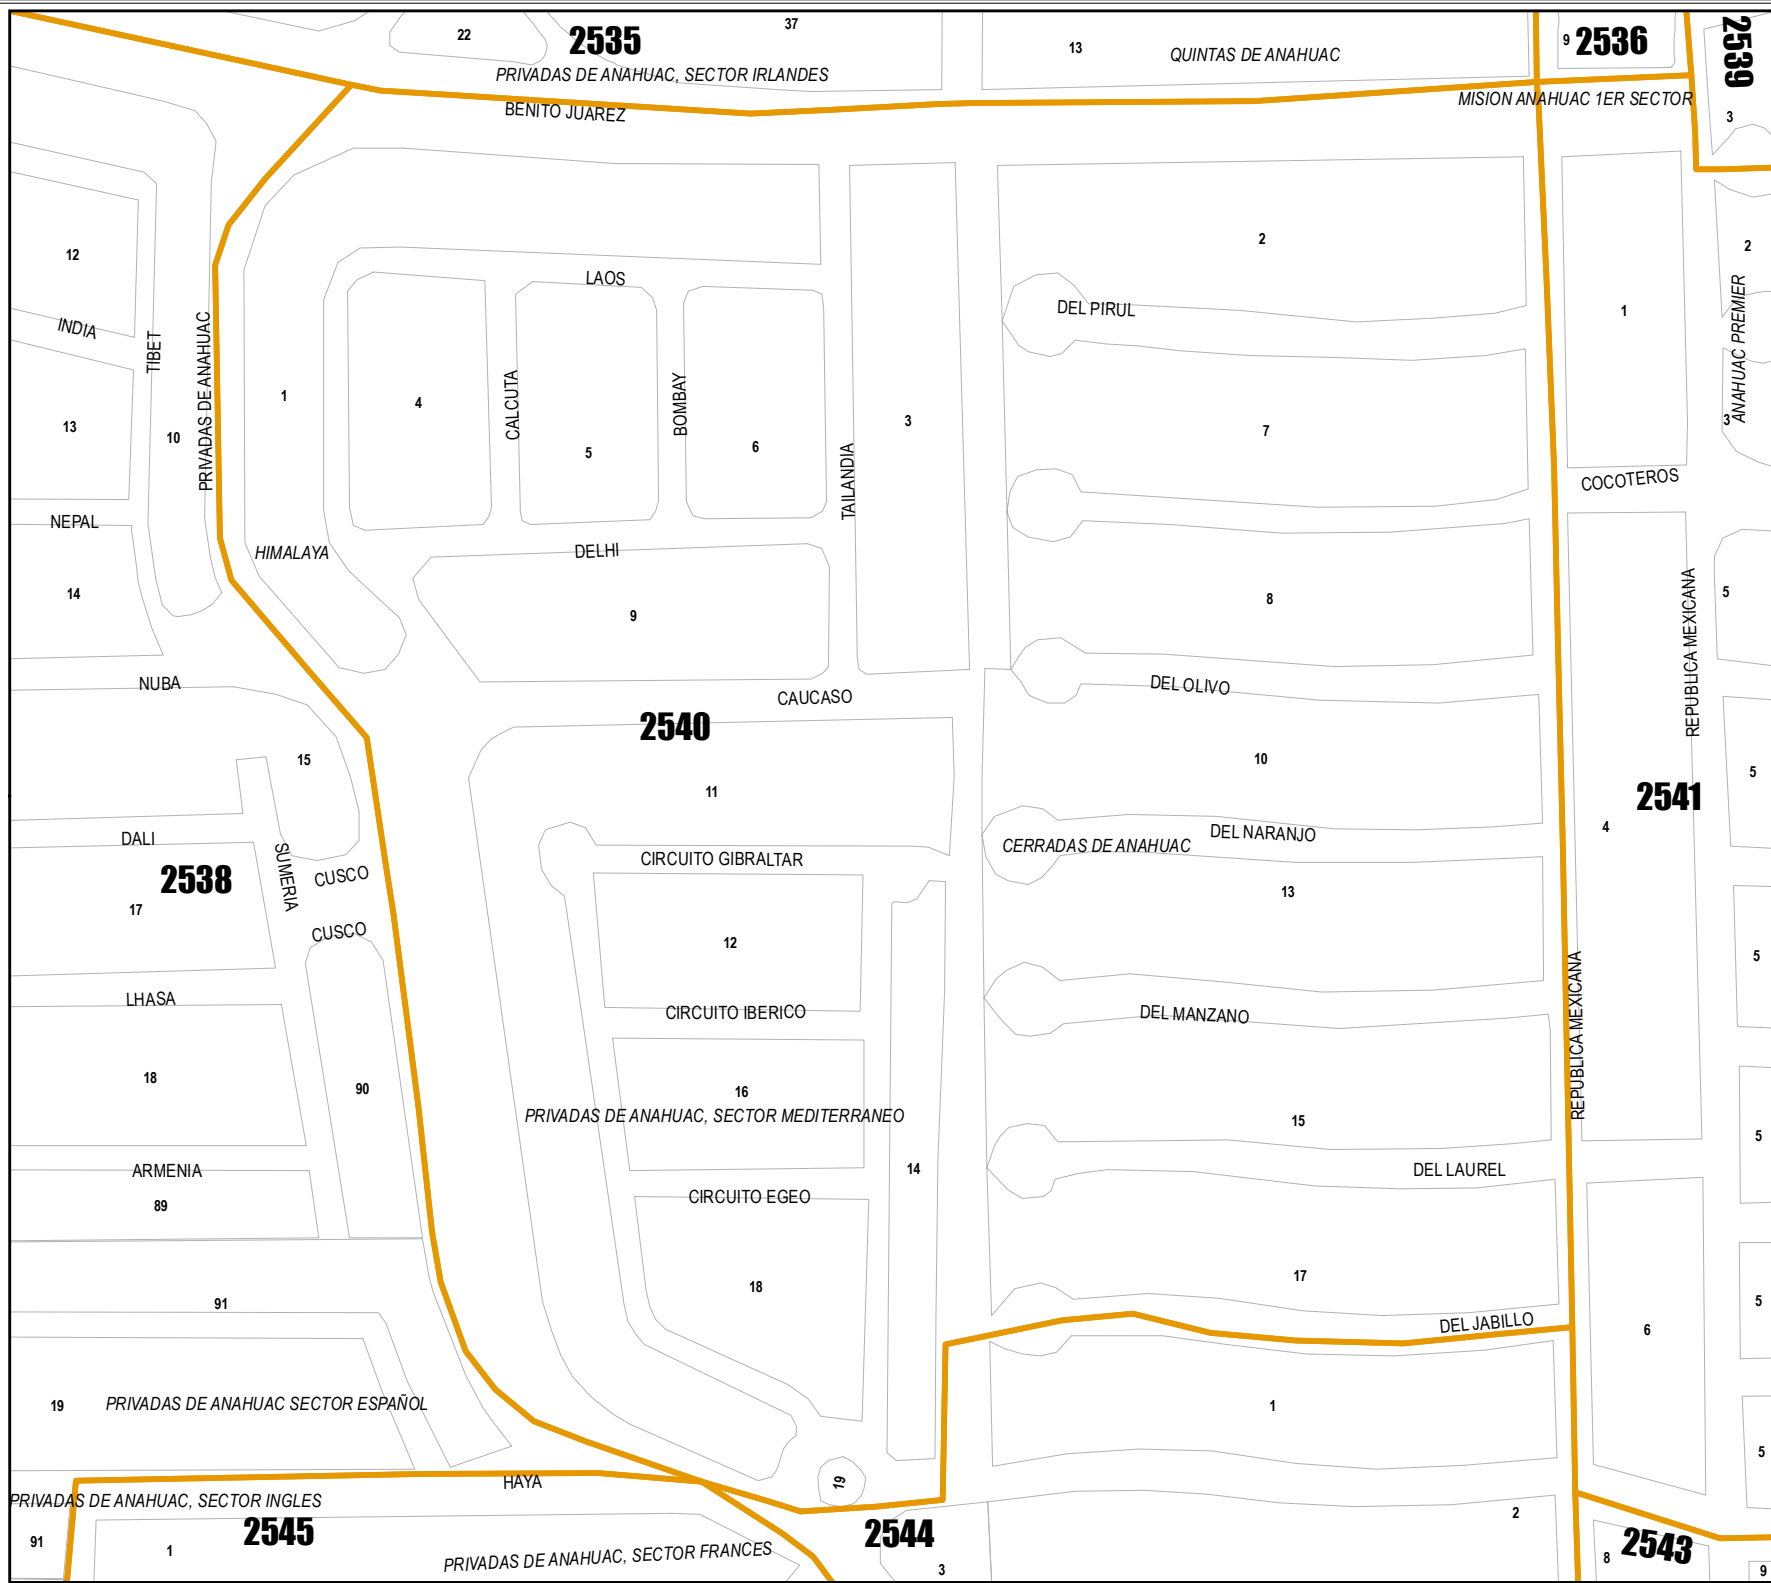 22
2535
37
13
QUINTAS DE ANAHUAC
9
2536
2539
PRIVADAS DE ANAHUAC, SECTOR IRLANDES
BENITO JUAREZ
MISION ANAHUAC 1ER SECTOR
3
12
LAOS
2
2
INDIA
TIBET
PRIVADAS DE ANAHUAC
DEL PIRUL
1
ANAHUAC PREMIER
13
10
1
4
CALCUTA
5
BOMBAY
6
TAILANDIA
3
7
3
COCOTEROS
NEPAL
HIMALAYA
DELHI
14
9
8
5
REPUBLICA MEXICANA
NUBA
CAUCASO
DEL OLIVO
2540
15
11
10
5
2541
DALI
SUMERIA
CUSCO
CIRCUITO GIBRALTAR
CERRADAS DE ANAHUAC
DEL NARANJO
4
2538
17
CUSCO
12
13
5
LHASA
CIRCUITO IBERICO
DEL MANZANO
REPUBLICA MEXICANA
18
90
16
PRIVADAS DE ANAHUAC, SECTOR MEDITERRANEO
15
5
ARMENIA
14
DEL LAUREL
89
CIRCUITO EGEO
91
18
17
5
DEL JABILLO
6
19
PRIVADAS DE ANAHUAC SECTOR ESPAÑOL
1
5
HAYA
19
PRIVADAS DE ANAHUAC, SECTOR INGLES
2
91
2545
1
PRIVADAS DE ANAHUAC, SECTOR FRANCES
2544
3
8
2543
9